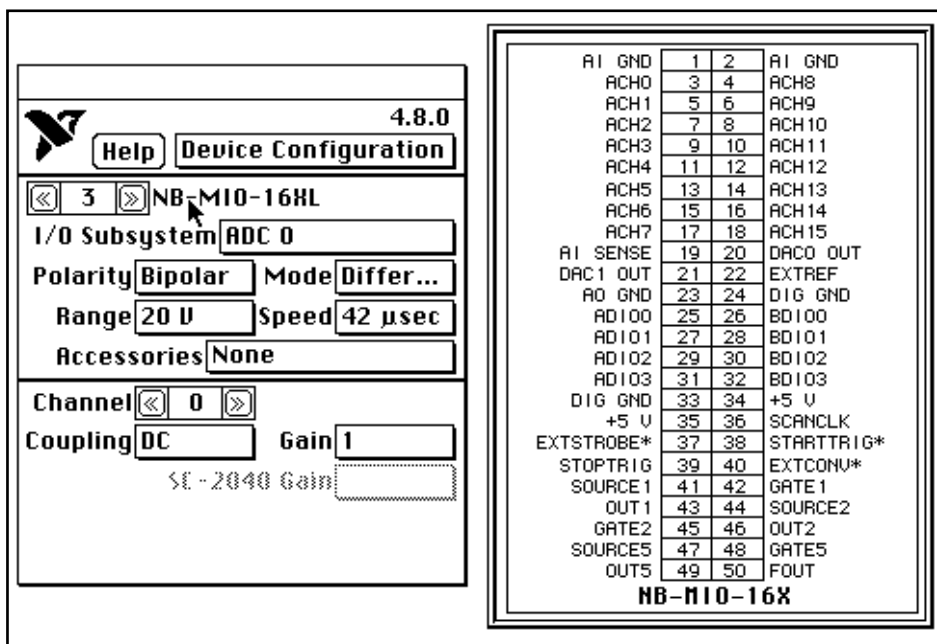 4.8.0
Help Device Configuration
« 3 » NB-MIO-16XL
I/O Subsystem ADC 0
Polarity Bipolar Mode Differ...
Range 20 V Speed 42 µsec
Accessories None
Channel « 0 »
Coupling DC Gain 1
SC-2040 Gain
AI GND 1 2 AI GND
ACH0 3 4 ACH8
ACH1 5 6 ACH9
ACH2 7 8 ACH10
ACH3 9 10 ACH11
ACH4 11 12 ACH12
ACH5 13 14 ACH13
ACH6 15 16 ACH14
ACH7 17 18 ACH15
AI SENSE 19 20 DAC0 OUT
DAC1 OUT 21 22 EXTREF
AO GND 23 24 DIG GND
ADIO0 25 26 BDIO0
ADIO1 27 28 BDIO1
ADIO2 29 30 BDIO2
ADIO3 31 32 BDIO3
DIG GND 33 34 +5 V
+5 V 35 36 SCANCLK
EXTSTROBE* 37 38 STARTTRIG*
STOPTRIG 39 40 EXTCONV*
SOURCE1 41 42 GATE1
OUT1 43 44 SOURCE2
GATE2 45 46 OUT2
SOURCE5 47 48 GATE5
OUT5 49 50 FOUT
NB-MIO-16X